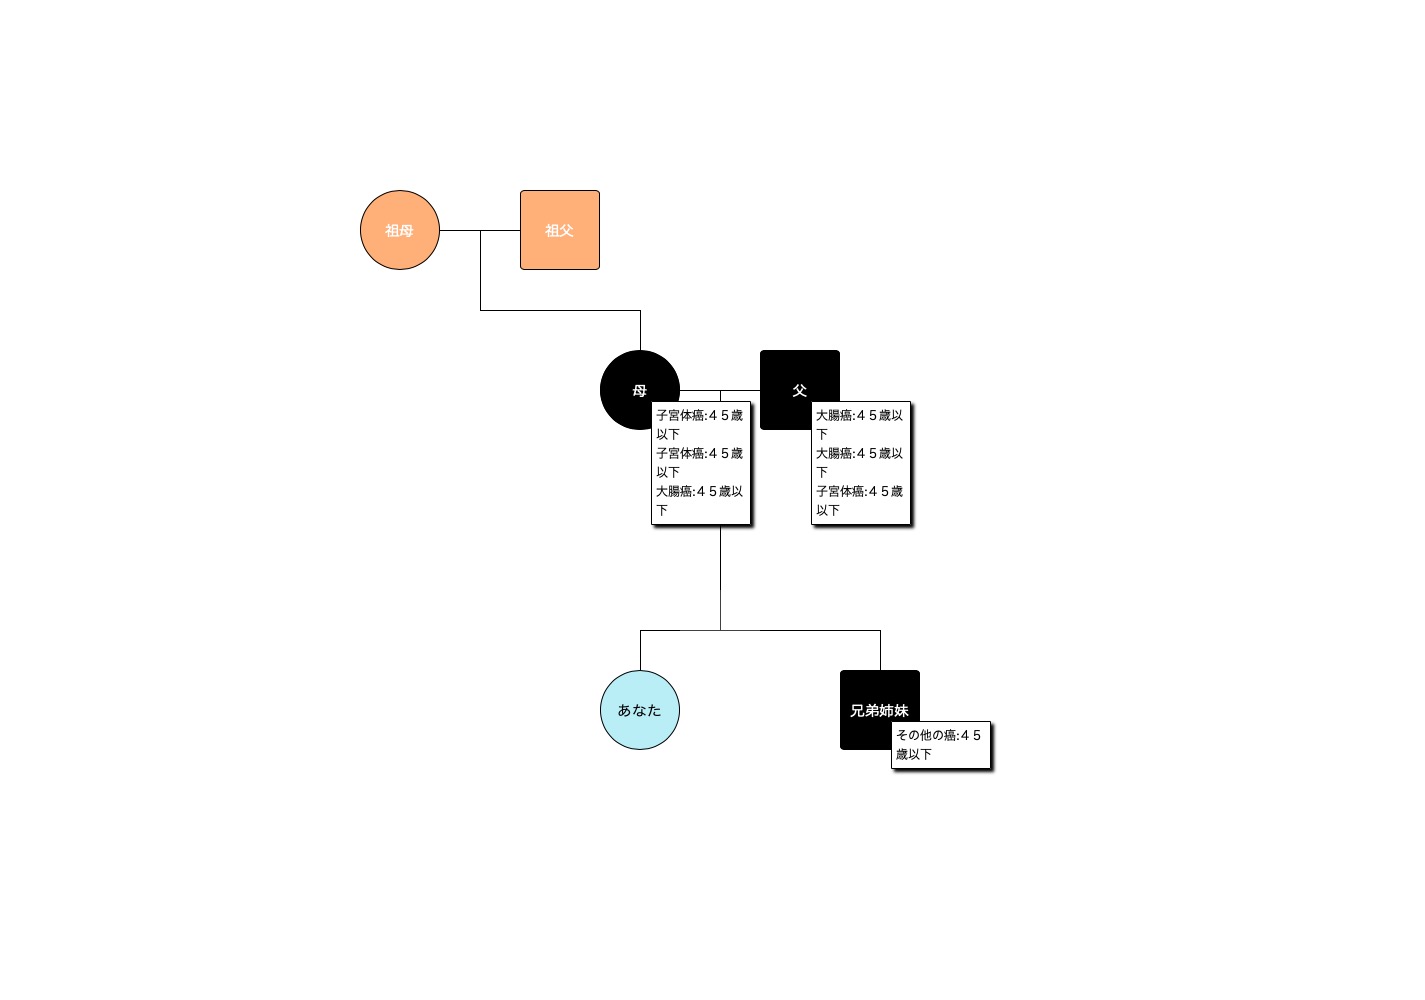 祖母
祖父
母
父
子宮体癌:４５歳
以下
子宮体癌:４５歳
以下
大腸癌:４５歳以
下
大腸癌:４５歳以
下
大腸癌:４５歳以
下
子宮体癌:４５歳
以下
あなた
兄弟姉妹
その他の癌:４５
歳以下